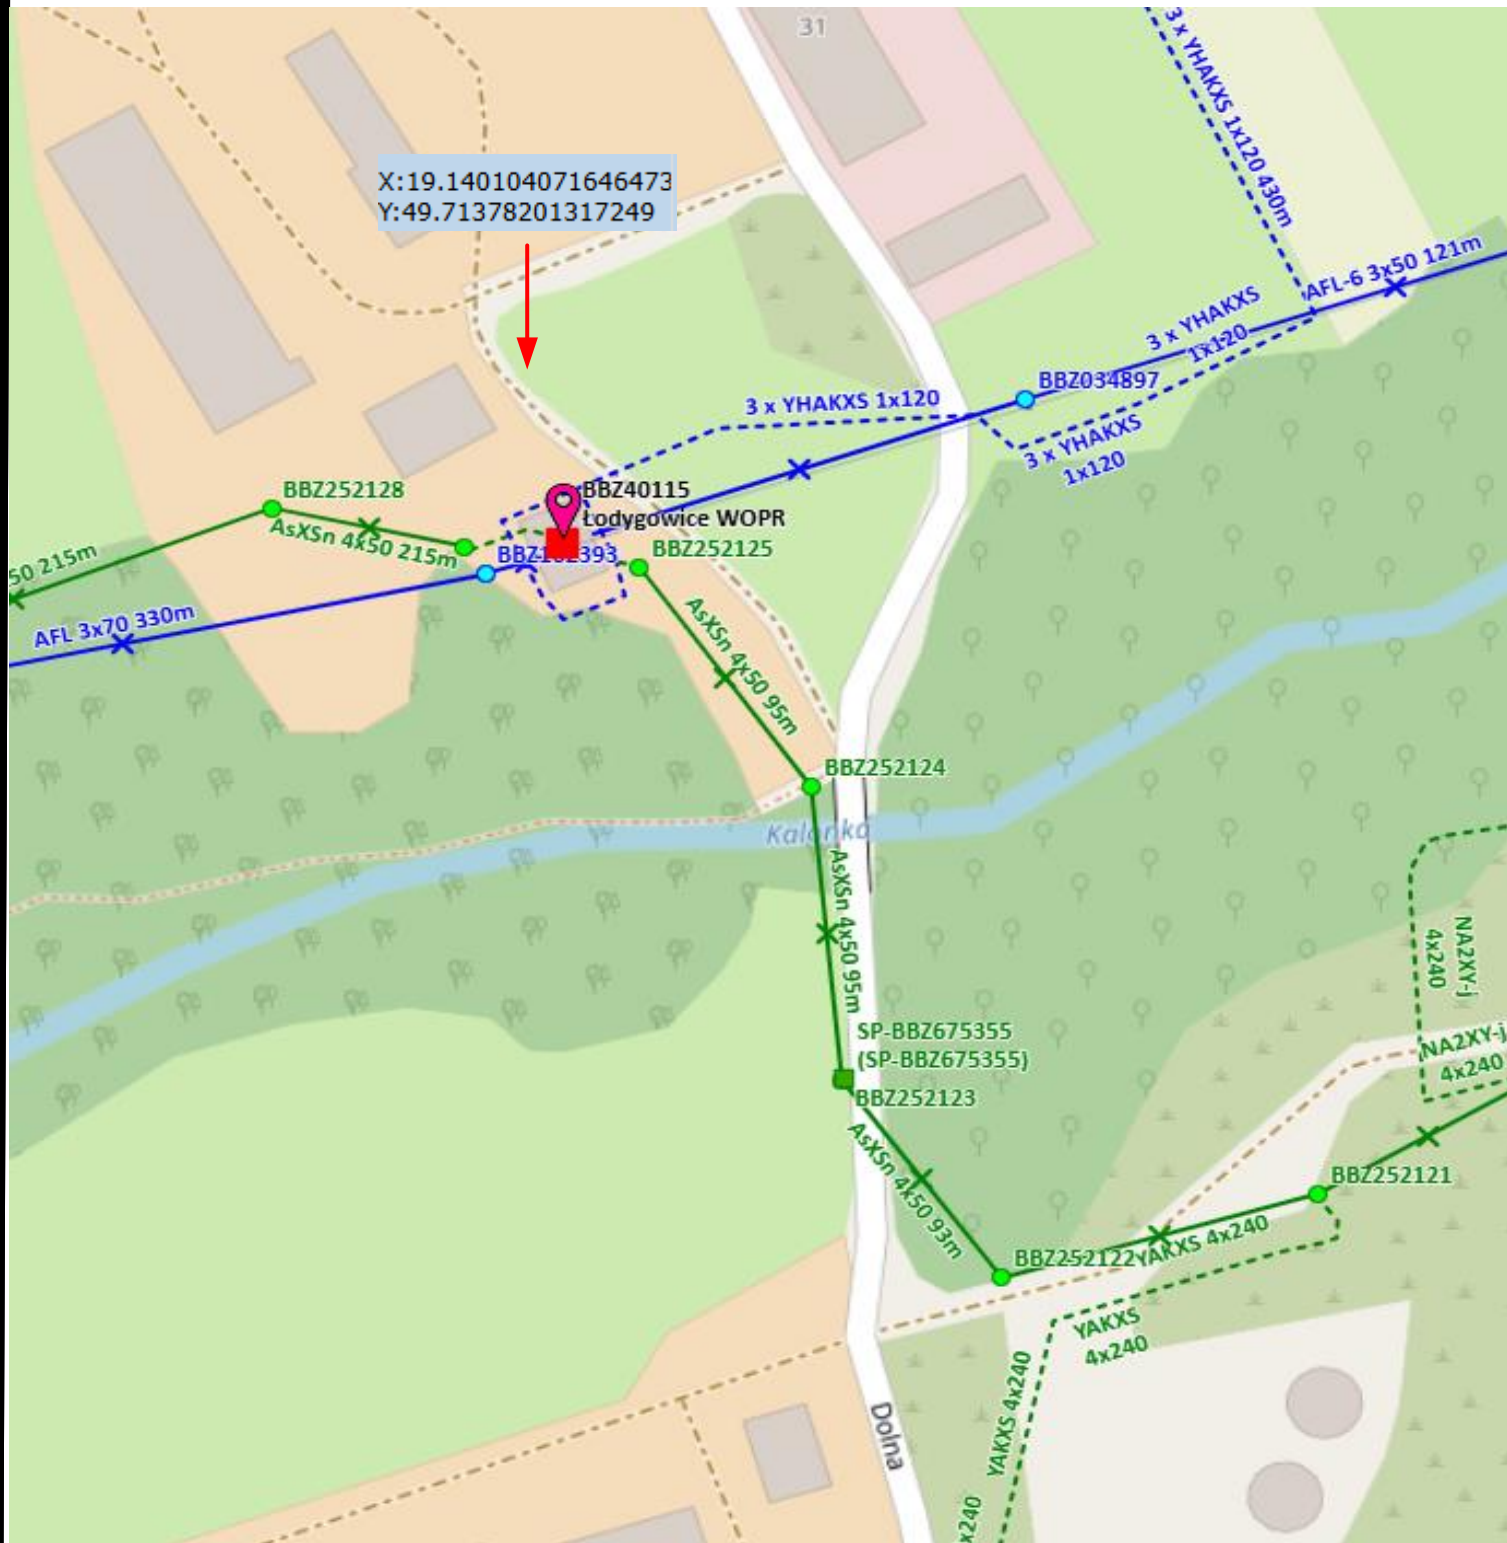 31
3 x YHAKXS 1x120 430m
X:19.140104071646473
Y:49.71378201317249
AFL-6 3x50 121m
3 x YHAKXS
1x120
BBZ034897
3 x YHAKXS 1x120
3 x YHAKXS
1x120
BBZ252128
BBZ40115
Łodygowice WOPR
AsXSn 4x50 215m
BBZ252125
50 215m
AFL 3x70 330m
AsXSn 4x50 95m
BBZ252124
Kalonka
AsXSn 4x50 95m
NA2XY-j
4x240
SP-BBZ675355
(SP-BBZ675355)
NA2XY-j
4x240
BBZ252123
AsXSn 4x50 93m
BBZ252121
BBZ252122
YAKXS 4x240
YAKXS
4x240
YAKXS 4x240
Dolna
x240